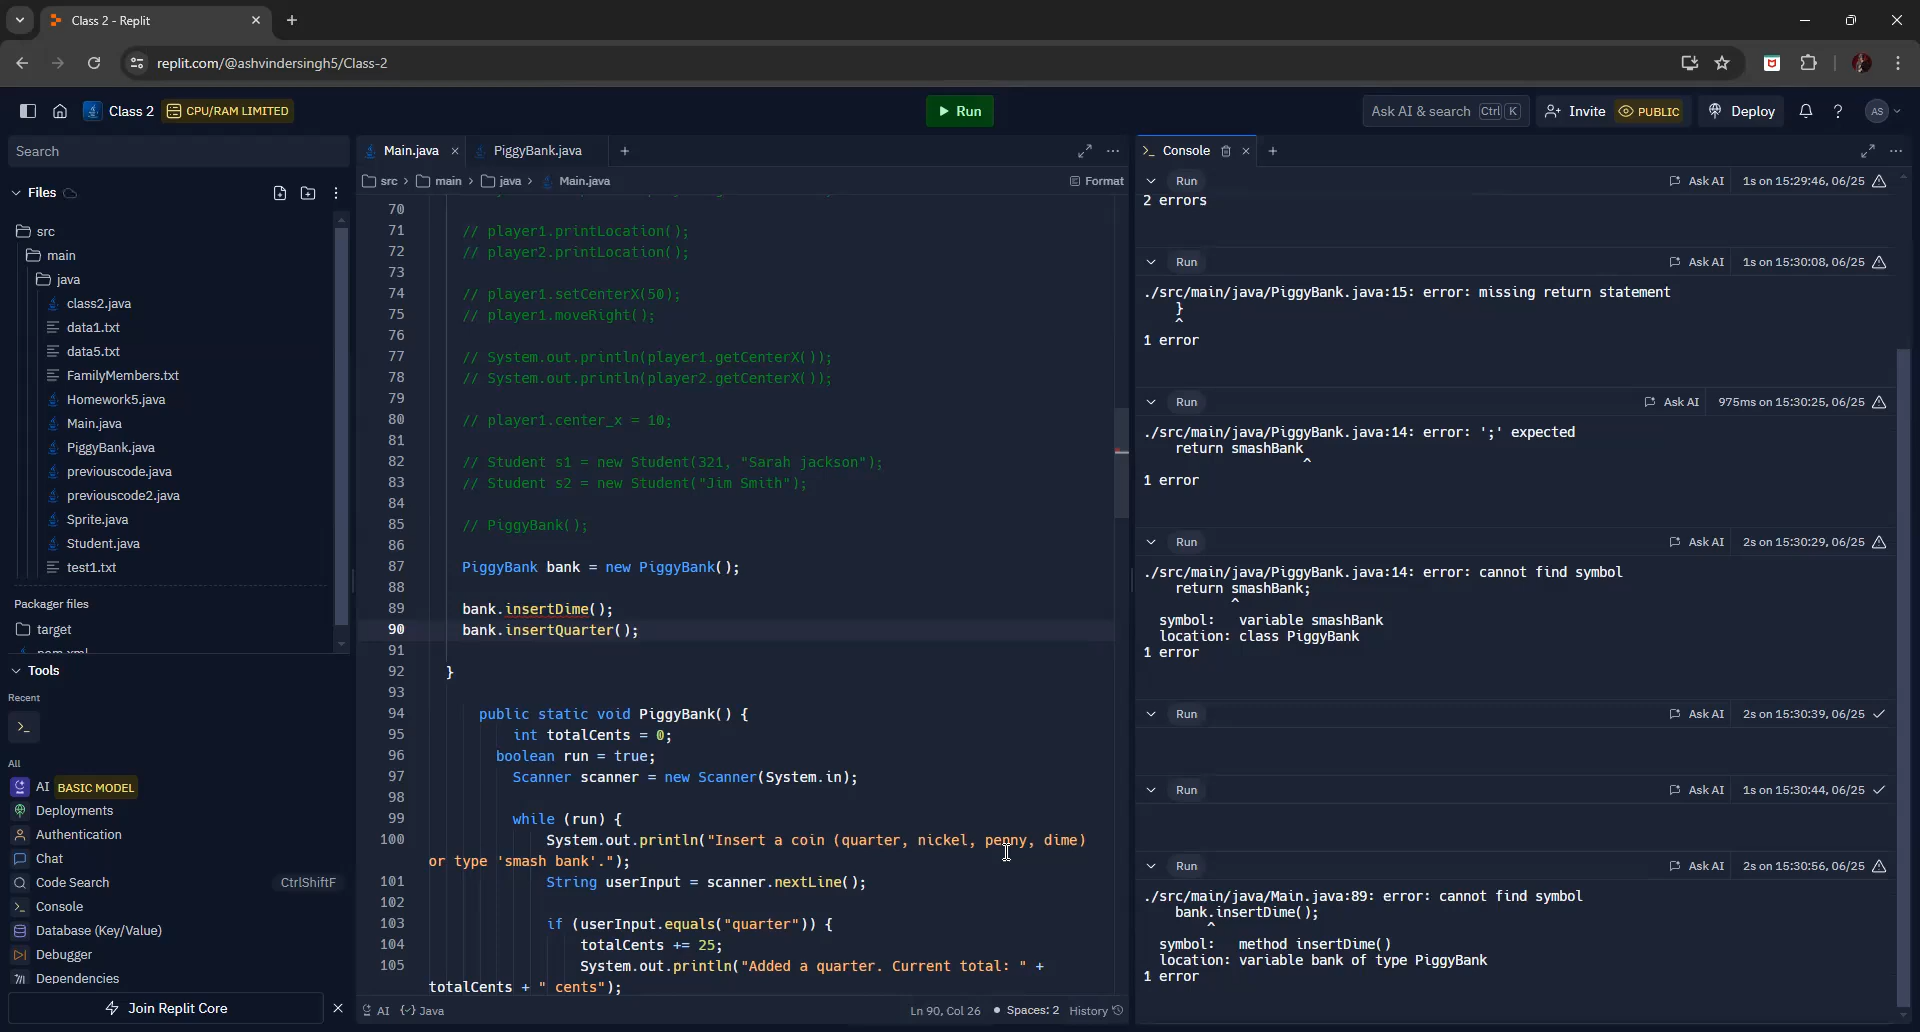 Class 2 - Replit
replit.com/@ashvindersingh5/Class-2
Class 2
CPU/RAM LIMITED
Run
Ask AI & search Ctrl K
Invite
PUBLIC
Deploy
AS
Search
Files
src
main
java
class2.java
data1.txt
data5.txt
FamilyMembers.txt
Homework5.java
Main.java
PiggyBank.java
previouscode.java
previouscode2.java
Sprite.java
Student.java
test1.txt
Packager files
target
Tools
Recent
All
AI BASIC MODEL
Deployments
Authentication
Chat
Code Search CtrlShiftF
Console
Database (Key/Value)
Debugger
Dependencies
Join Replit Core
Main.java
PiggyBank.java
src > main > java > Main.java
Format
70
71 // player1.printLocation();
72 // player2.printLocation();
73
74 // player1.setCenterX(50);
75 // player1.moveRight();
76
77 // System.out.println(player1.getCenterX());
78 // System.out.println(player2.getCenterX());
79
80 // player1.center_x = 10;
81
82 // Student s1 = new Student(321, "Sarah jackson");
83 // Student s2 = new Student("Jim Smith");
84
85 // PiggyBank();
86
87 PiggyBank bank = new PiggyBank();
88
89 bank.insertDime();
90 bank.insertQuarter();
91
92 }
93
94 public static void PiggyBank() {
95 int totalCents = 0;
96 boolean run = true;
97 Scanner scanner = new Scanner(System.in);
98
99 while (run) {
100 System.out.println("Insert a coin (quarter, nickel, penny, dime)
or type 'smash bank'.");
101 String userInput = scanner.nextLine();
102
103 if (userInput.equals("quarter")) {
104 totalCents += 25;
105 System.out.println("Added a quarter. Current total: " +
totalCents + " cents");
AI Java
Ln 90, Col 26
Spaces: 2
History
Console
Run Ask AI 1s on 15:29:46, 06/25
2 errors
Run Ask AI 1s on 15:30:08, 06/25
./src/main/java/PiggyBank.java:15: error: missing return statement
}
^
1 error
Run Ask AI 975ms on 15:30:25, 06/25
./src/main/java/PiggyBank.java:14: error: ';' expected
return smashBank
^
1 error
Run Ask AI 2s on 15:30:29, 06/25
./src/main/java/PiggyBank.java:14: error: cannot find symbol
return smashBank;
^
symbol: variable smashBank
location: class PiggyBank
1 error
Run Ask AI 2s on 15:30:39, 06/25
Run Ask AI 1s on 15:30:44, 06/25
Run Ask AI 2s on 15:30:56, 06/25
./src/main/java/Main.java:89: error: cannot find symbol
bank.insertDime();
^
symbol: method insertDime()
location: variable bank of type PiggyBank
1 error